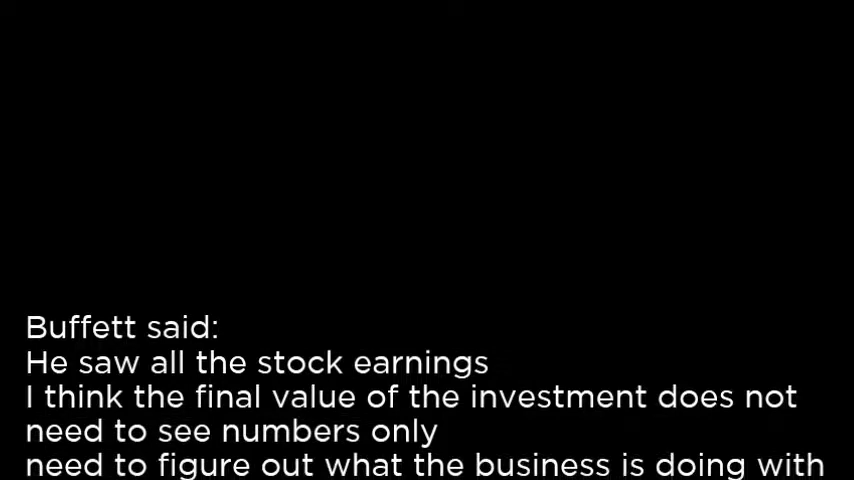 Buffett said:
He saw all the stock earnings
I think the final value of the investment does not
need to see numbers only
need to figure out what the business is doing with